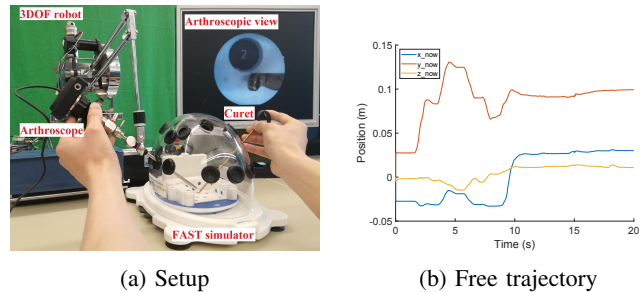 3DOF robot
Arthroscopic view
2
Arthroscope
Curet
FAST simulator
(a) Setup
x_now
y_now
z_now
0.15
0.1
0.05
0
-0.05
Position (m)
0 5 10 15 20
Time (s)
(b) Free trajectory